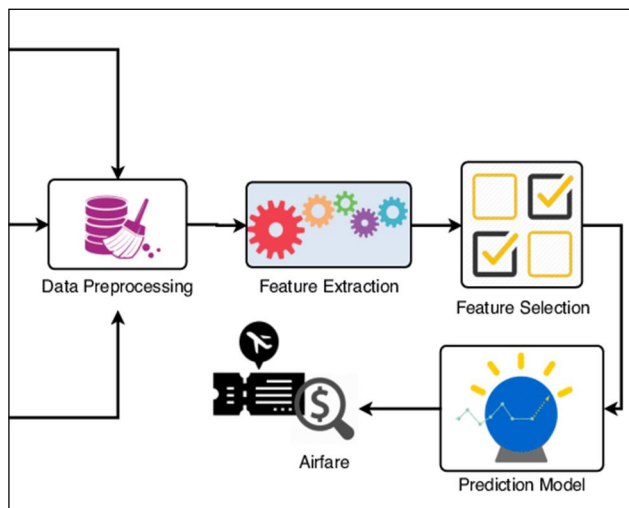 Data Preprocessing
Feature Extraction
Feature Selection
$
Airfare
Prediction Model